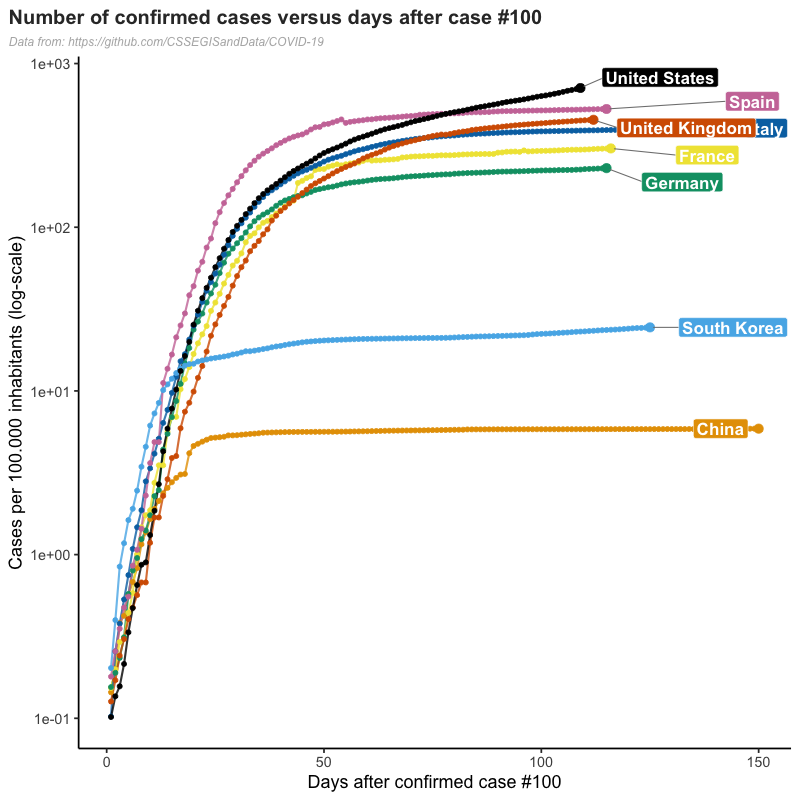 Number of confirmed cases versus days after case #100
Data from: https://github.com/CSSEGISandData/COVID-19
1e+03
United States
Spain
United Kingdom
taly
France
Germany
1e+02
Cases per 100.000 inhabitants (log-scale)
South Korea
1e+01
China
1e+00
1e-01
0
50
100
150
Days after confirmed case #100